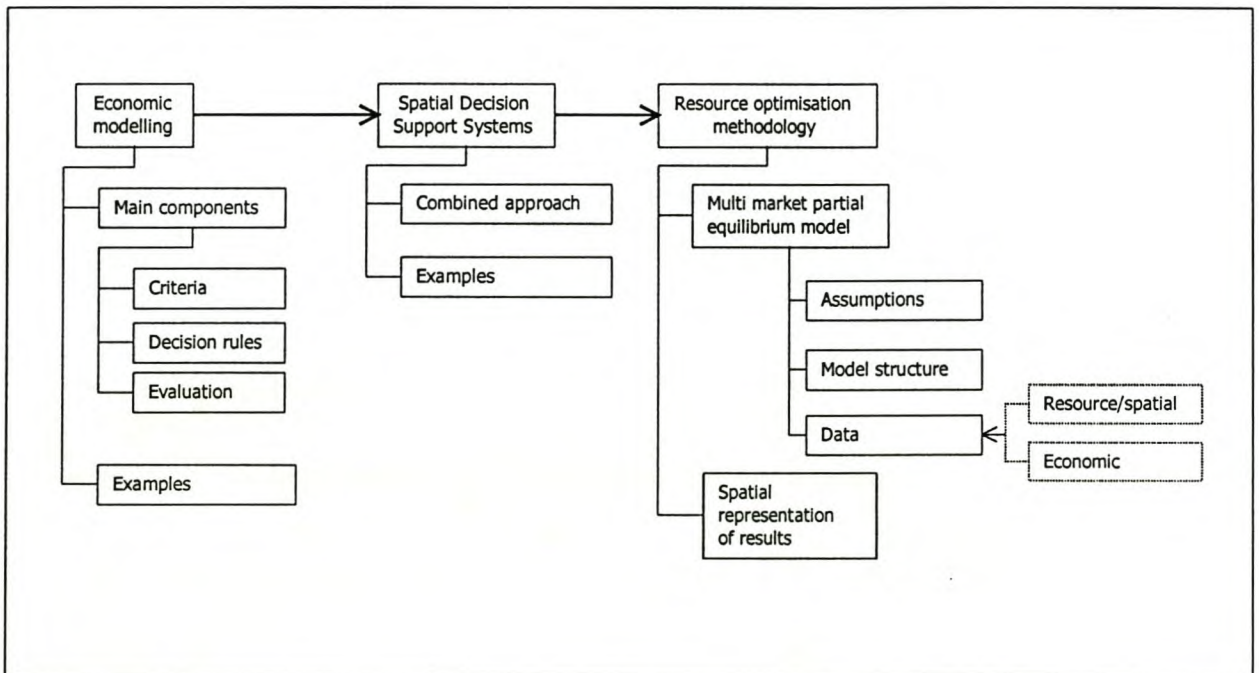 Economic
modelling
Spatial Decision
Support Systems
Resource optimisation
methodology
Main components
Criteria
Decision rules
Evaluation
Examples
Combined approach
Examples
Multi market partial
equilibrium model
Assumptions
Model structure
Data
Resource/spatial
Economic
Spatial
representation
of results